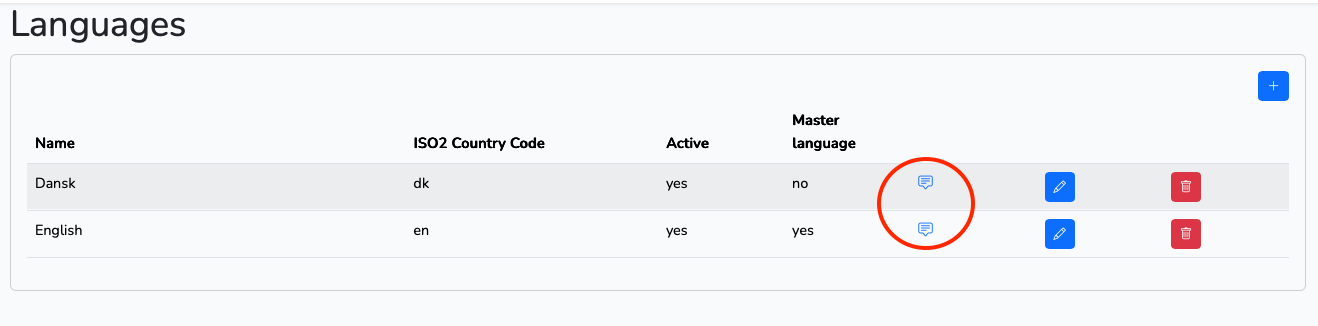 Languages
+
Name ISO2 Country Code Active Master language
Dansk dk yes no
English en yes yes